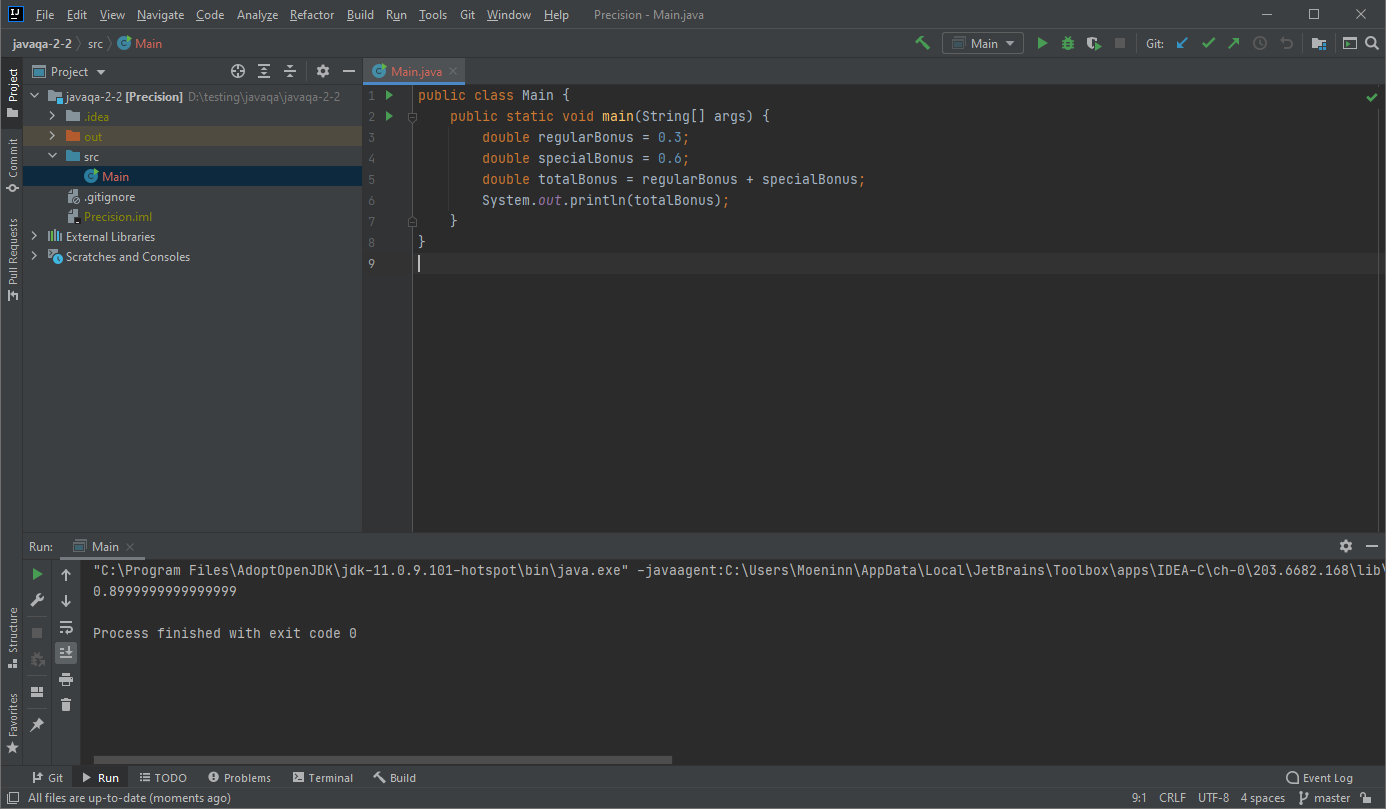 IJ File Edit View Navigate Code Analyze Refactor Build Run Tools Git Window Help Precision - Main.java
javaqa-2-2 src Main Main Git:
Project Main.java
javaqa-2-2 [Precision] D:\testing\javaqa\javaqa-2-2
.idea
out
src
Main
.gitignore
Precision.iml
External Libraries
Scratches and Consoles
Project
Commit
Pull Requests
Structure
Favorites
1 public class Main {
2 public static void main(String[] args) {
3 double regularBonus = 0.3;
4 double specialBonus = 0.6;
5 double totalBonus = regularBonus + specialBonus;
6 System.out.println(totalBonus);
7 }
8 }
9
Run: Main
"C:\Program Files\AdoptOpenJDK\jdk-11.0.9.101-hotspot\bin\java.exe" -javaagent:C:\Users\Moeninn\AppData\Local\JetBrains\Toolbox\apps\IDEA-C\ch-0\203.6682.168\lib\
0.8999999999999999
Process finished with exit code 0
Git Run TODO Problems Terminal Build Event Log
All files are up-to-date (moments ago) 9:1 CRLF UTF-8 4 spaces master